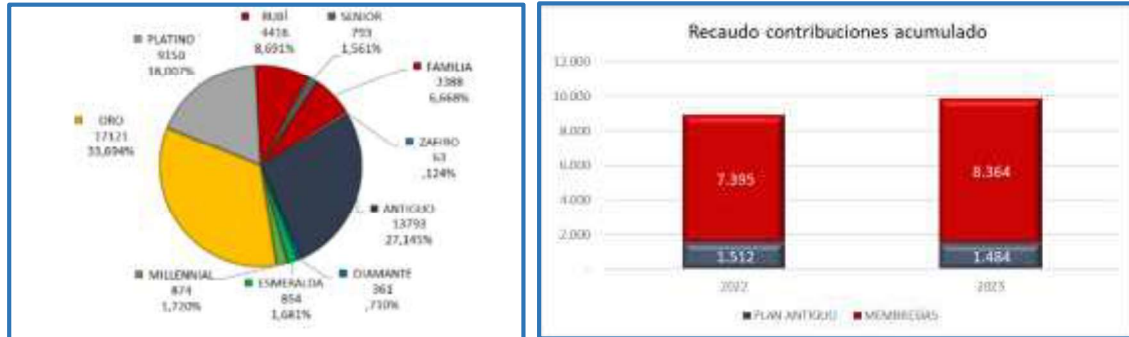 RUBÍ
4416
8,691%
SENIOR
793
1,561%
PLATINO
9150
18,007%
FAMILIA
3388
6,668%
ORO
17121
33,694%
ZAFIRO
63
,124%
ANTIGUO
13793
27,145%
MILLENNIAL
874
1,720%
ESMERALDA
854
1,681%
DIAMANTE
361
,710%
Recaudo contribuciones acumulado
12.000
10.000
8.000
6.000
4.000
2.000
-
7.395
1.512
8.364
1.484
2022
2023
PLAN ANTIGUO
MEMBRESIAS